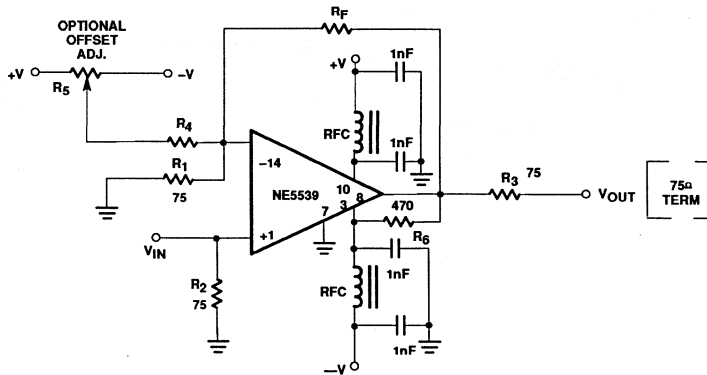 OPTIONAL
OFFSET
ADJ.
+V
–V
R5
R4
R1
75
RF
+V
1nF
RFC
1nF
–14
NE5539
10
8
3
7
+1
VIN
R2
75
470
R6
R3 75
VOUT
75Ω
TERM
1nF
RFC
1nF
–V